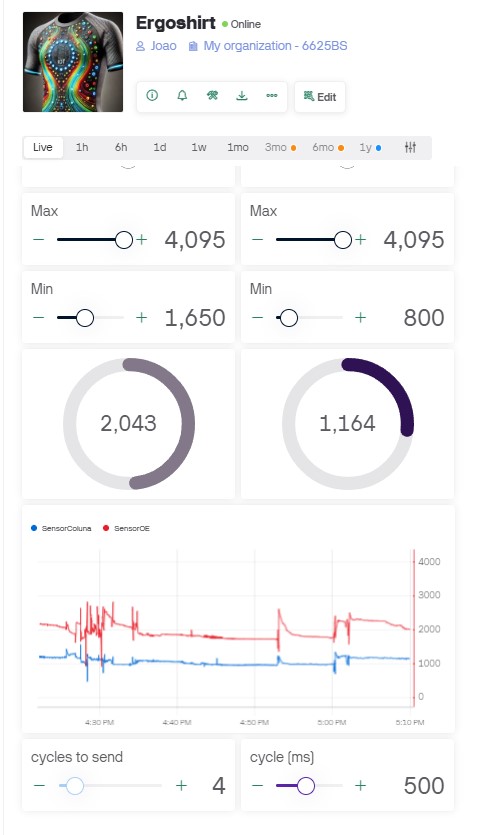 Ergoshirt Online
Joao My organization - 6625BS
Edit
Live 1h 6h 1d 1w 1mo 3mo 6mo 1y
Max Max
− + 4,095 − + 4,095
Min Min
− + 1,650 − + 800
2,043 1,164
SensorColuna SensorOE
4000
3000
2000
1000
0
4:30 PM 4:40 PM 4:50 PM 5:00 PM 5:10 PM
cycles to send cycle (ms)
− + 4 − + 500